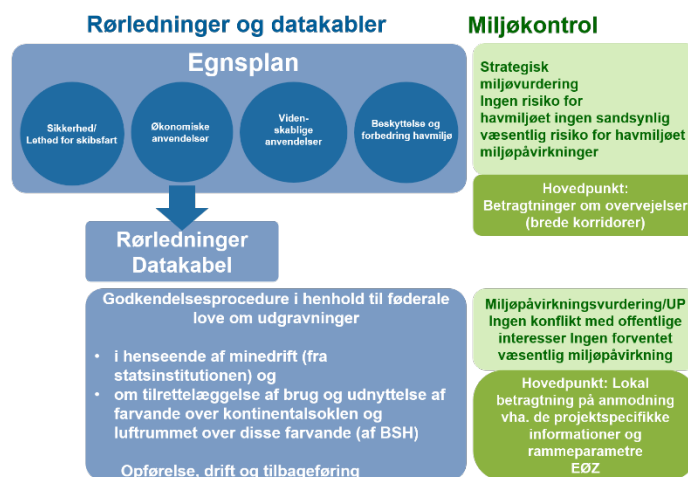 Rørledninger og datakabler
Egnsplan
Sikkerhed/
Lethed for skibsfart
Økonomiske
anvendelser
Viden-
skablige
anvendelser
Beskyttelse og
forbedring havmiljø
Rørledninger
Datakabel
Godkendelsesprocedure i henhold til føderale
love om udgravninger
• i henseende af minedrift (fra
statsinstitutionen) og
• om tilrettelæggelse af brug og udnyttelse af
farvande over kontinentalsoklen og
luftrummet over disse farvande (af BSH)
Opførelse, drift og tilbageføring
Miljøkontrol
Strategisk
miljøvurdering
Ingen risiko for
havmiljøet ingen sandsynlig
væsentlig risiko for havmiljøet
miljøpåvirkninger
Hovedpunkt:
Betragtninger om overvejelser
(brede korridorer)
Miljøpåvirkningsvurdering/UP
Ingen konflikt med offentlige
interesser Ingen forventet
væsentlig miljøpåvirkning
Hovedpunkt: Lokal
betragtning på anmodning
vha. de projektspecifikke
informationer og
rammeparametre
EØZ